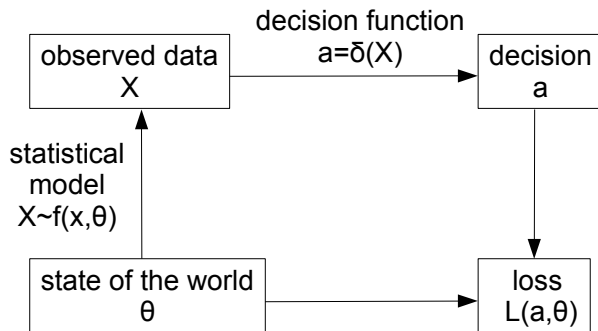 decision function
a=δ(X)
observed data
X
decision
a
statistical
model
X~f(x,θ)
state of the world
θ
loss
L(a,θ)